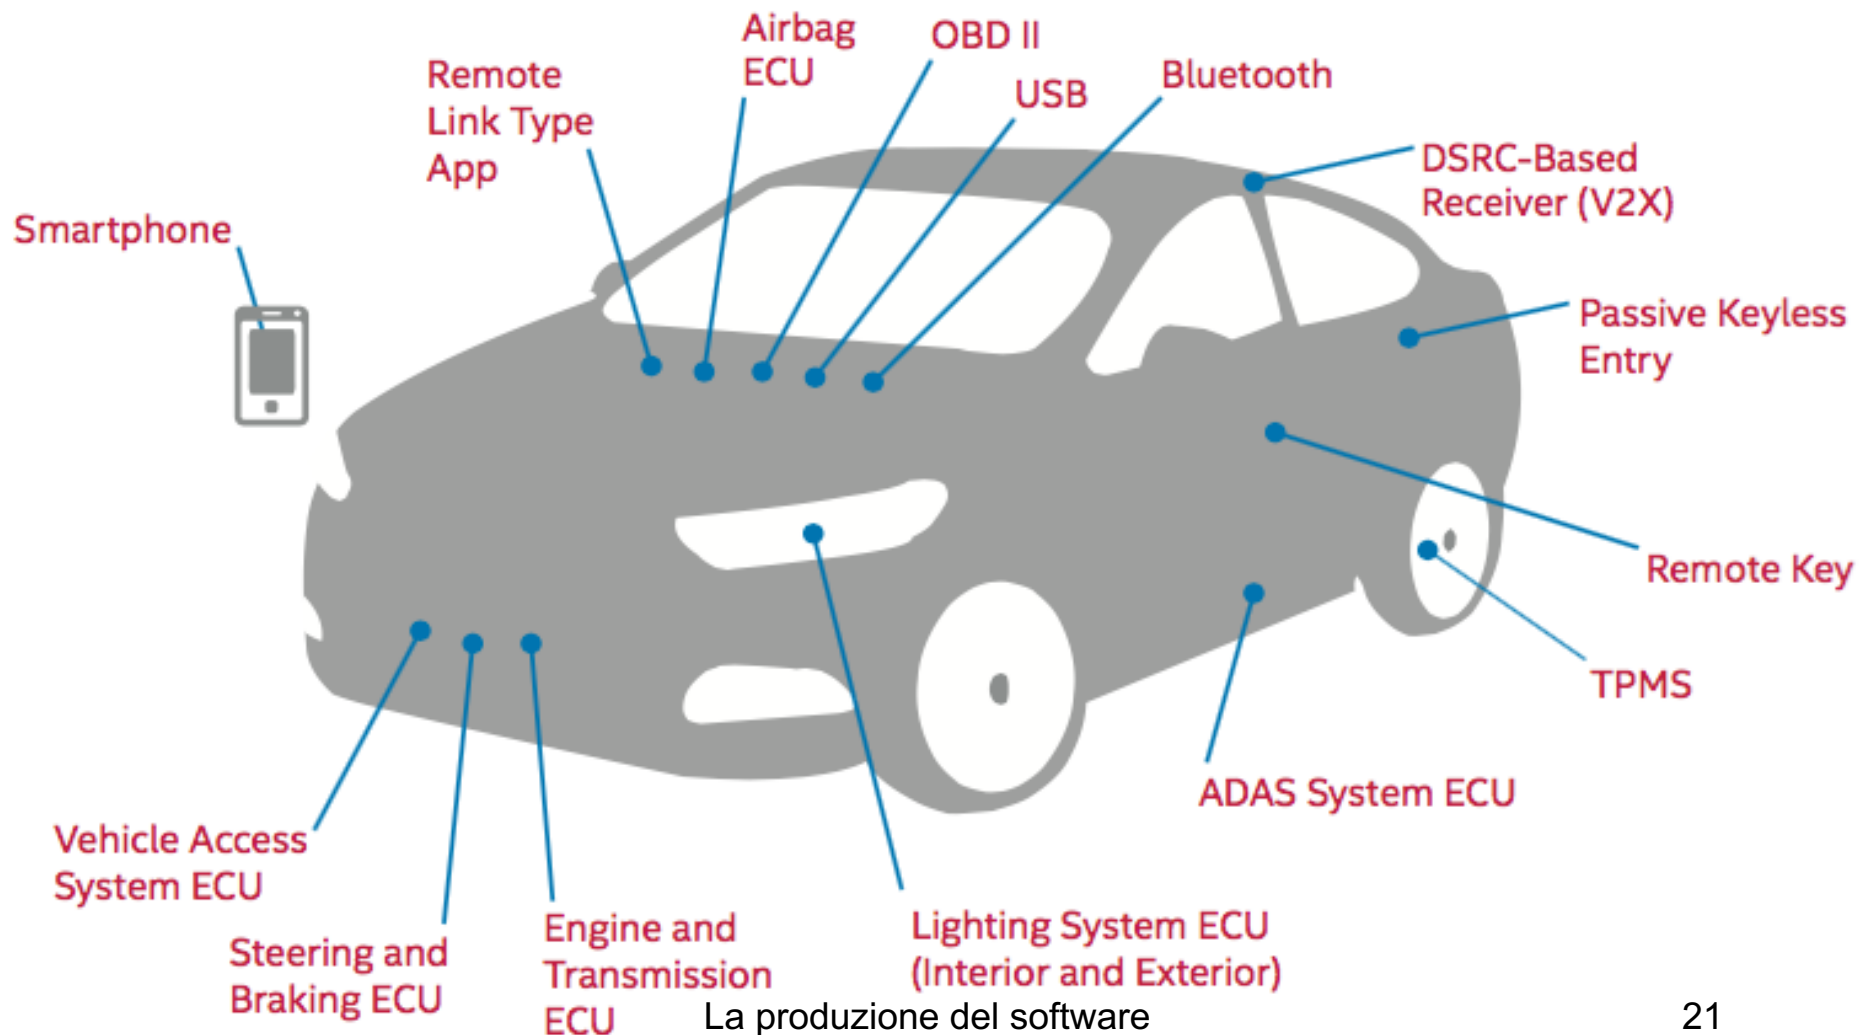 Airbag
ECU
OBD II
Remote
Link Type
App
USB
Bluetooth
DSRC-Based
Receiver (V2X)
Smartphone
Passive Keyless
Entry
Remote Key
TPMS
ADAS System ECU
Vehicle Access
System ECU
Steering and
Braking ECU
Engine and
Transmission
ECU
Lighting System ECU
(Interior and Exterior)
La produzione del software
21